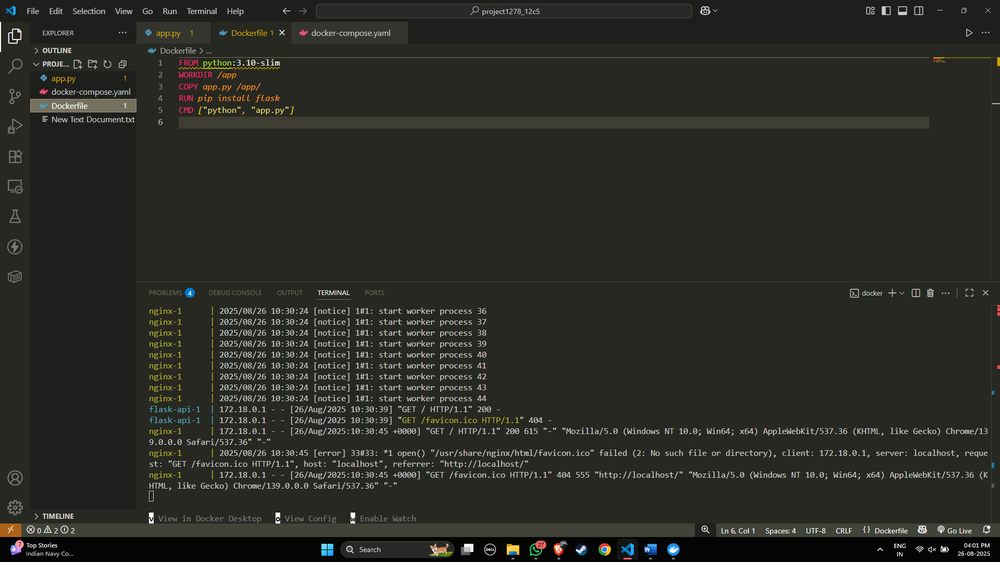 File Edit Selection View Go Run Terminal Help
project1278_12c5
EXPLORER
OUTLINE
PROJE...
app.py 1
docker-compose.yaml
Dockerfile 1
New Text Document.txt
TIMELINE
app.py 1
Dockerfile 1
docker-compose.yaml
Dockerfile > ...
1 FROM python:3.10-slim
2 WORKDIR /app
3 COPY app.py /app/
4 RUN pip install flask
5 CMD ["python", "app.py"]
6
PROBLEMS 4 DEBUG CONSOLE OUTPUT TERMINAL PORTS
docker
nginx-1 | 2025/08/26 10:30:24 [notice] 1#1: start worker process 36
nginx-1 | 2025/08/26 10:30:24 [notice] 1#1: start worker process 37
nginx-1 | 2025/08/26 10:30:24 [notice] 1#1: start worker process 38
nginx-1 | 2025/08/26 10:30:24 [notice] 1#1: start worker process 39
nginx-1 | 2025/08/26 10:30:24 [notice] 1#1: start worker process 40
nginx-1 | 2025/08/26 10:30:24 [notice] 1#1: start worker process 41
nginx-1 | 2025/08/26 10:30:24 [notice] 1#1: start worker process 42
nginx-1 | 2025/08/26 10:30:24 [notice] 1#1: start worker process 43
nginx-1 | 2025/08/26 10:30:24 [notice] 1#1: start worker process 44
flask-api-1 | 172.18.0.1 - - [26/Aug/2025 10:30:39] "GET / HTTP/1.1" 200 -
flask-api-1 | 172.18.0.1 - - [26/Aug/2025 10:30:39] "GET /favicon.ico HTTP/1.1" 404 -
nginx-1 | 172.18.0.1 - - [26/Aug/2025:10:30:45 +0000] "GET / HTTP/1.1" 200 615 "-" "Mozilla/5.0 (Windows NT 10.0; Win64; x64) AppleWebKit/537.36 (KHTML, like Gecko) Chrome/13
9.0.0.0 Safari/537.36" "-"
nginx-1 | 2025/08/26 10:30:45 [error] 33#33: *1 open() "/usr/share/nginx/html/favicon.ico" failed (2: No such file or directory), client: 172.18.0.1, server: localhost, reque
st: "GET /favicon.ico HTTP/1.1", host: "localhost", referrer: "http://localhost/"
nginx-1 | 172.18.0.1 - - [26/Aug/2025:10:30:45 +0000] "GET /favicon.ico HTTP/1.1" 404 555 "http://localhost/" "Mozilla/5.0 (Windows NT 10.0; Win64; x64) AppleWebKit/537.36 (K
HTML, like Gecko) Chrome/139.0.0.0 Safari/537.36" "-"
v View in Docker Desktop o View Config w Enable Watch
0 2 2
Ln 6, Col 1 Spaces: 4 UTF-8 CRLF {} Dockerfile Go Live
7
Top Stories
Indian Navy Co...
Search
DELL
27
ENG
IN
04:01 PM
26-08-2025